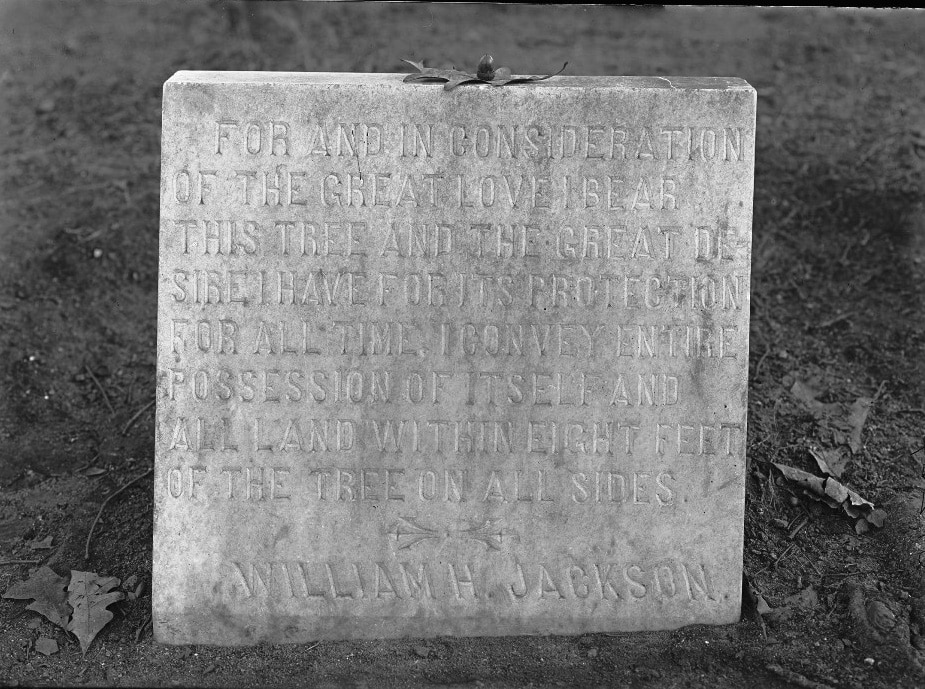 FOR AND IN CONSIDERATION
OF THE GREAT LOVE I BEAR
THIS TREE AND THE GREAT DE-
SIRE I HAVE FOR ITS PROTECTION
FOR ALL TIME, I CONVEY ENTIRE
POSSESSION OF ITSELF AND
ALL LAND WITHIN EIGHT FEET
OF THE TREE ON ALL SIDES.
WILLIAM H. JACKSON.